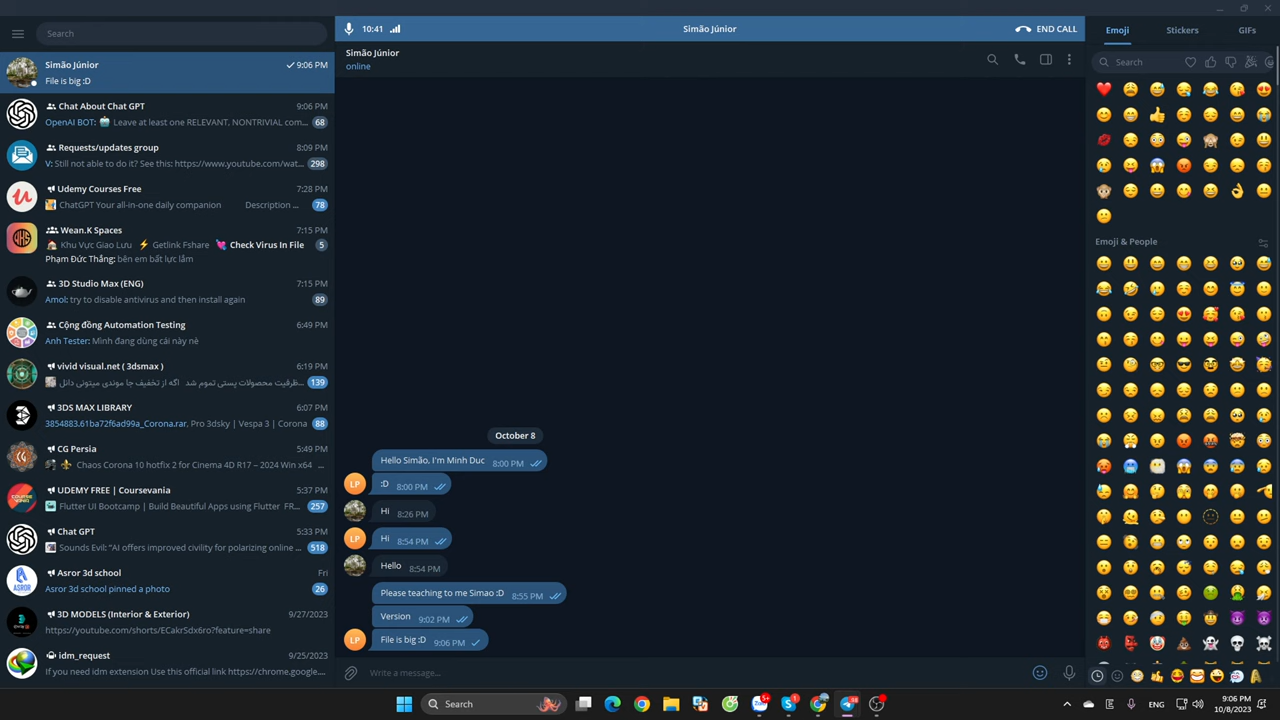 10:41
Simão Júnior
END CALL
Search
Simão Júnior
9:06 PM
File is big :D
Chat About Chat GPT
9:06 PM
OpenAI BOT: 🤖 Leave at least one RELEVANT, NONTRIVIAL com...
68
Requests/updates group
8:09 PM
V: Still not able to do it? See this: https://www.youtube.com/wat...
298
Udemy Courses Free
7:28 PM
ChatGPT Your all-in-one daily companion Description ...
78
Wean.K Spaces
7:15 PM
🏠 Khu Vực Giao Lưu ⚡ Getlink Fshare 💘 Check Virus In File
5
Phạm Đức Thắng: bên em bất lực lắm
3D Studio Max (ENG)
7:15 PM
Amol: try to disable antivirus and then install again
89
Cộng đồng Automation Testing
6:49 PM
Anh Tester: Mình đang dùng cái này nè
vivid visual.net ( 3dsmax )
6:19 PM
ظرفیت محصولات پستی تموم شد اگه از تخفیف جا موندی میتونی دانل...
139
3DS MAX LIBRARY
6:07 PM
3854883.61ba72f6ad99a_Corona.rar, Pro 3dsky | Vespa 3 | Corona
88
CG Persia
5:49 PM
Chaos Corona 10 hotfix 2 for Cinema 4D R17 – 2024 Win x64 ...
UDEMY FREE | Coursevania
5:37 PM
Flutter UI Bootcamp | Build Beautiful Apps using Flutter FR...
257
Chat GPT
5:33 PM
Sounds Evil: "AI offers improved civility for polarizing online ...
518
Asror 3d school
Fri
Asror 3d school pinned a photo
26
3D MODELS (Interior & Exterior)
9/27/2023
https://youtube.com/shorts/ECakrSdx6ro?feature=share
idm_request
9/25/2023
If you need idm extension Use this official link https://chrome.google....
Simão Júnior
online
October 8
Hello Simão, I'm Minh Duc 8:00 PM
LP
:D 8:00 PM
Hi 8:26 PM
LP
Hi 8:54 PM
Hello 8:54 PM
Please teaching to me Simao :D 8:55 PM
Version 9:02 PM
LP
File is big :D 9:06 PM
Write a message...
Emoji
Stickers
GIFs
Search
Emoji & People
Search
5+
1
38
ENG
9:06 PM
10/8/2023